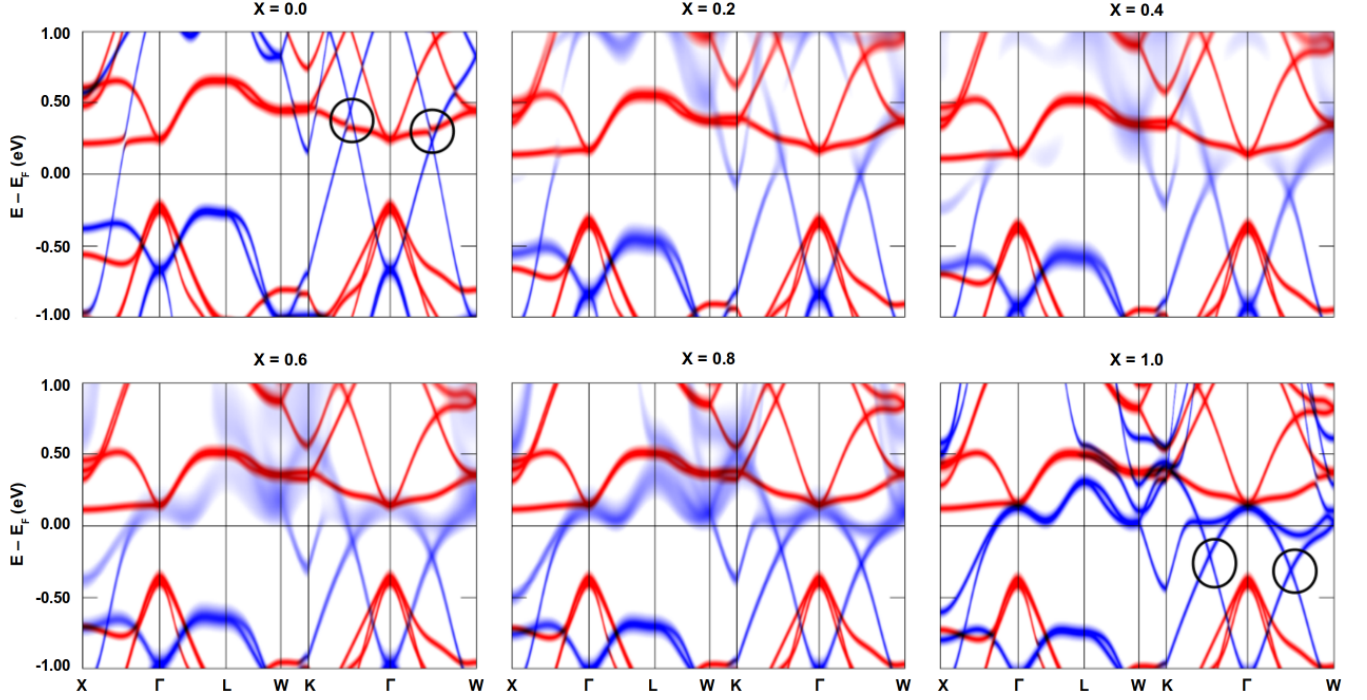 X = 0.0 X = 0.2 X = 0.4
1.00
0.50
0.00
-0.50
-1.00
E − E_F (eV)
X = 0.6 X = 0.8 X = 1.0
1.00
0.50
0.00
-0.50
-1.00
E − E_F (eV)
X Γ L W K Γ W X Γ L W K Γ W X Γ L W K Γ W